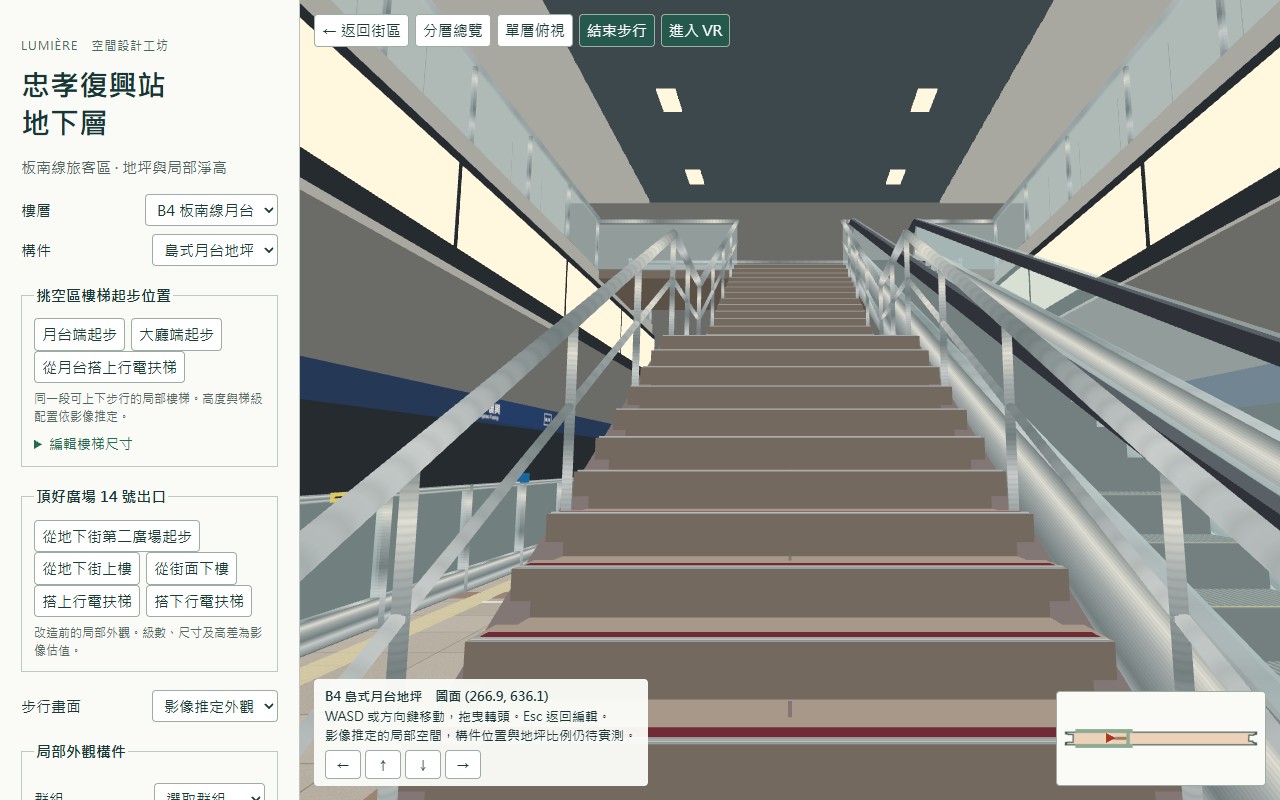 LUMIÈRE　空間設計工坊
忠孝復興站
地下層
板南線旅客區 · 地坪與局部淨高
樓層
B4 板南線月台
構件
島式月台地坪
挑空區樓梯起步位置
月台端起步
大廳端起步
從月台搭上行電扶梯
同一段可上下步行的局部樓梯。高度與梯級
配置依影像推定。
▶ 編輯樓梯尺寸
頂好廣場 14 號出口
從地下街第二廣場起步
從地下街上樓
從街面下樓
搭上行電扶梯
搭下行電扶梯
改造前的局部外觀。級數、尺寸及高差為影
像估值。
步行畫面
影像推定外觀
局部外觀構件
群組
選取群組
← 返回街區
分層總覽
單層俯視
結束步行
進入 VR
B4 島式月台地坪　圖面 (266.9, 636.1)
WASD 或方向鍵移動，拖曳轉頭。Esc 返回編輯。
影像推定的局部空間，構件位置與地坪比例仍待實測。
← ↑ ↓ →